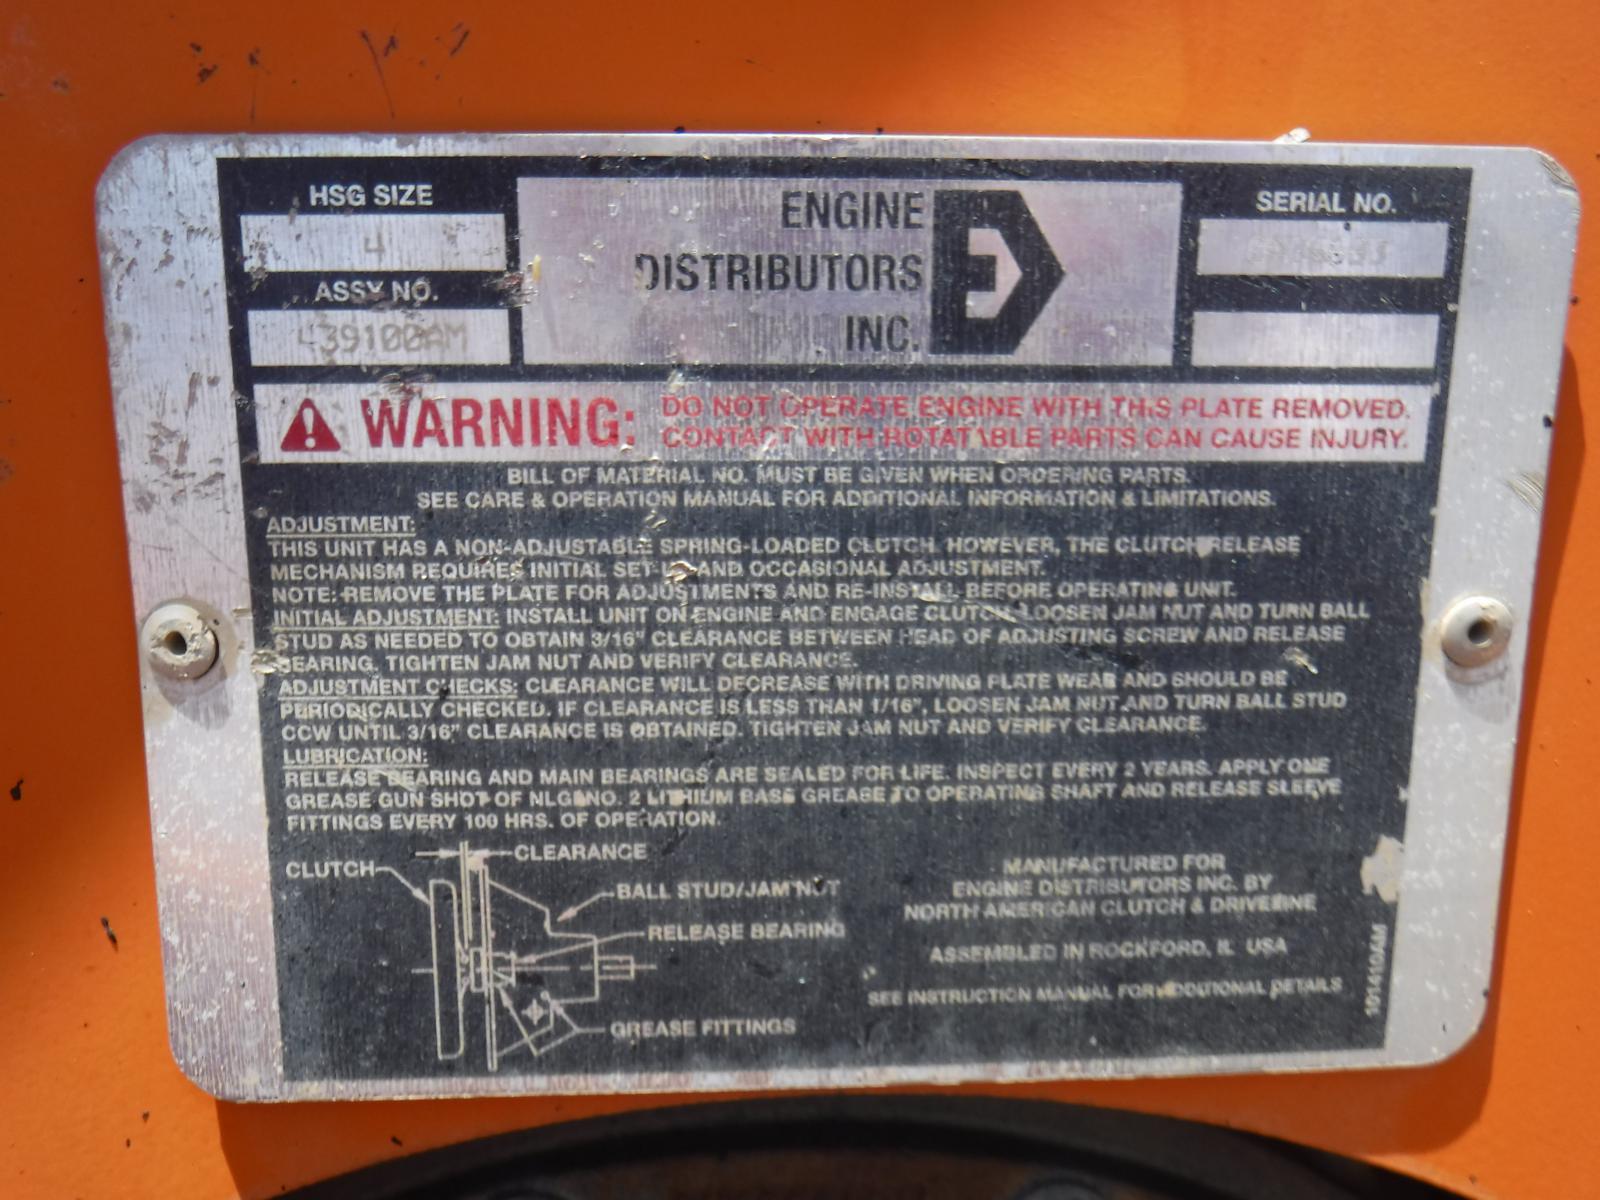 HSG SIZE
4
ASSY NO.
439100AM
ENGINE
DISTRIBUTORS
INC.
SERIAL NO.
WARNING: DO NOT OPERATE ENGINE WITH THIS PLATE REMOVED.
CONTACT WITH ROTATABLE PARTS CAN CAUSE INJURY.
BILL OF MATERIAL NO. MUST BE GIVEN WHEN ORDERING PARTS.
SEE CARE & OPERATION MANUAL FOR ADDITIONAL INFORMATION & LIMITATIONS.
ADJUSTMENT:
THIS UNIT HAS A NON-ADJUSTABLE SPRING-LOADED CLUTCH. HOWEVER, THE CLUTCH RELEASE
MECHANISM REQUIRES INITIAL SET-UP AND OCCASIONAL ADJUSTMENT.
NOTE: REMOVE THE PLATE FOR ADJUSTMENTS AND RE-INSTALL BEFORE OPERATING UNIT.
INITIAL ADJUSTMENT: INSTALL UNIT ON ENGINE AND ENGAGE CLUTCH. LOOSEN JAM NUT AND TURN BALL
STUD AS NEEDED TO OBTAIN 3/16" CLEARANCE BETWEEN HEAD OF ADJUSTING SCREW AND RELEASE
BEARING. TIGHTEN JAM NUT AND VERIFY CLEARANCE.
ADJUSTMENT CHECKS: CLEARANCE WILL DECREASE WITH DRIVING PLATE WEAR AND SHOULD BE
PERIODICALLY CHECKED. IF CLEARANCE IS LESS THAN 1/16", LOOSEN JAM NUT AND TURN BALL STUD
CCW UNTIL 3/16" CLEARANCE IS OBTAINED. TIGHTEN JAM NUT AND VERIFY CLEARANCE.
LUBRICATION:
RELEASE BEARING AND MAIN BEARINGS ARE SEALED FOR LIFE. INSPECT EVERY 2 YEARS. APPLY ONE
GREASE GUN SHOT OF NLGI NO. 2 LITHIUM BASE GREASE TO OPERATING SHAFT AND RELEASE SLEEVE
FITTINGS EVERY 100 HRS. OF OPERATION.
CLEARANCE
CLUTCH
BALL STUD/JAM NUT
RELEASE BEARING
GREASE FITTINGS
MANUFACTURED FOR
ENGINE DISTRIBUTORS INC. BY
NORTH AMERICAN CLUTCH & DRIVELINE
ASSEMBLED IN ROCKFORD, IL USA
SEE INSTRUCTION MANUAL FOR ADDITIONAL DETAILS
101410AM